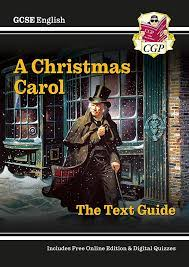 GCSE English
CGP
A Christmas
Carol
The Text Guide
Includes Free Online Edition & Digital Quizzes